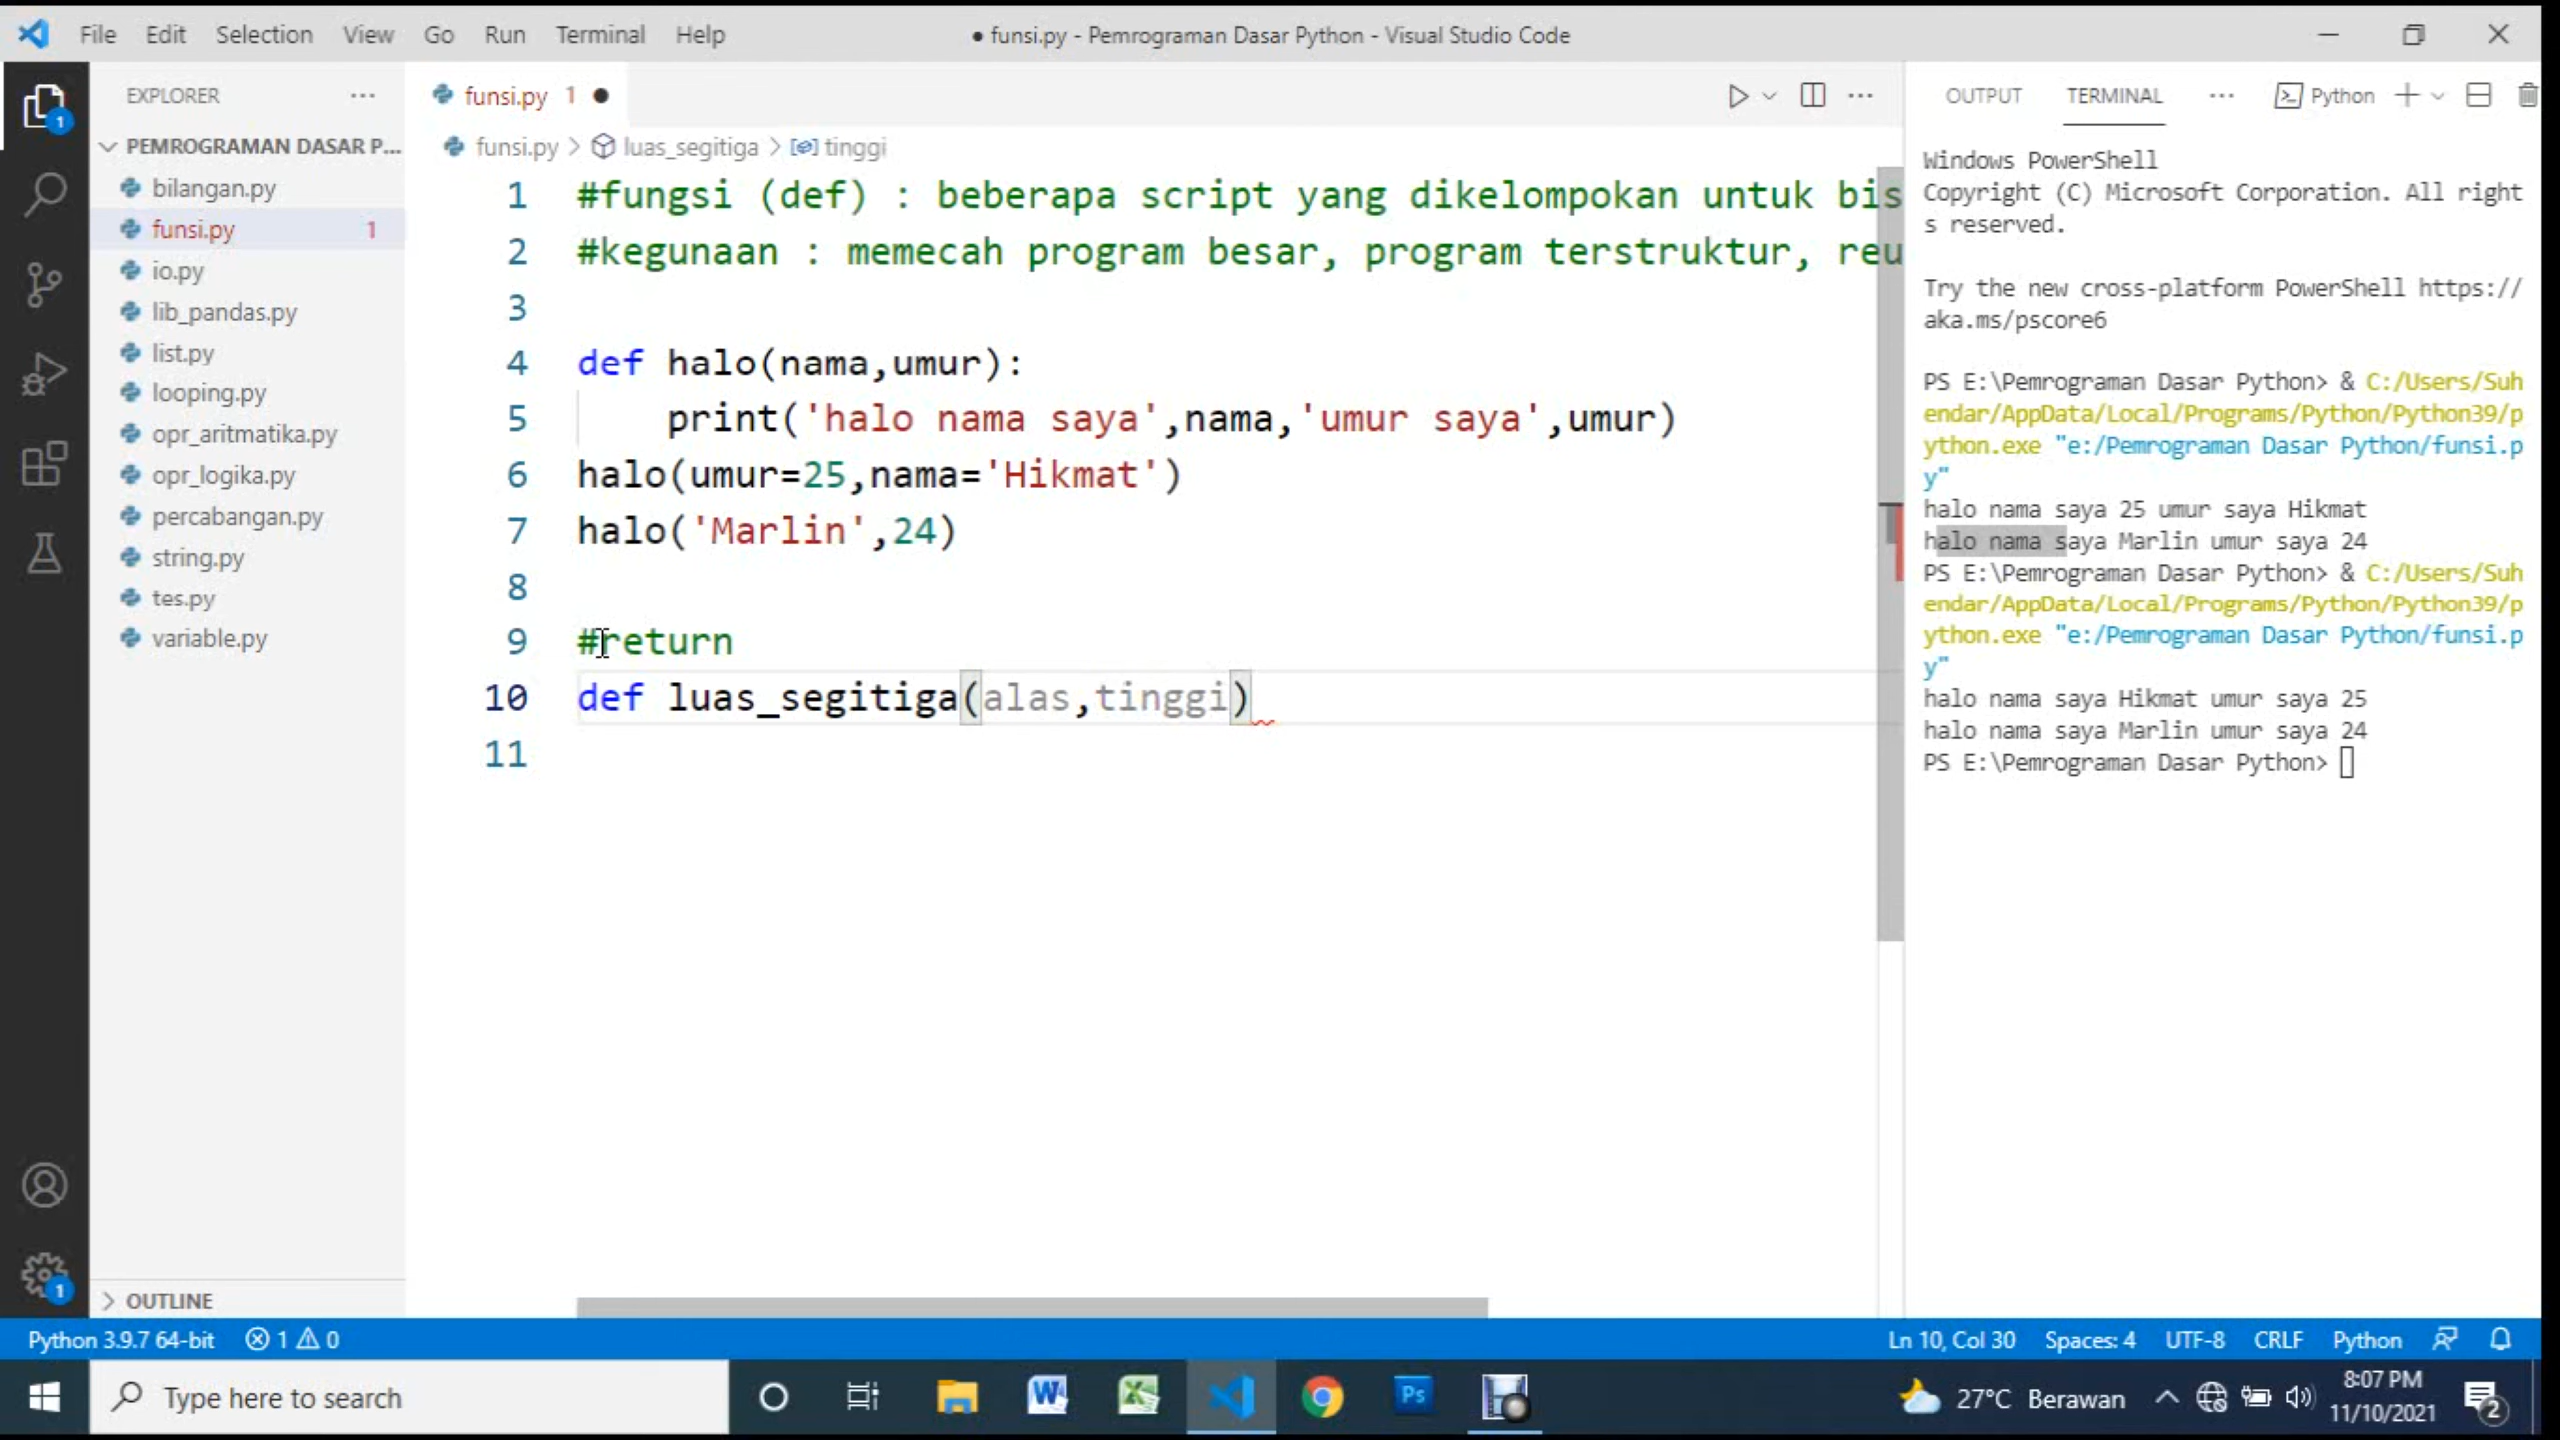 File Edit Selection View Go Run Terminal Help
● funsi.py - Pemrograman Dasar Python - Visual Studio Code
EXPLORER
PEMROGRAMAN DASAR P...
bilangan.py
funsi.py 1
io.py
lib_pandas.py
list.py
looping.py
opr_aritmatika.py
opr_logika.py
percabangan.py
string.py
tes.py
variable.py
OUTLINE
funsi.py 1
funsi.py > luas_segitiga > tinggi
1 #fungsi (def) : beberapa script yang dikelompokan untuk bis
2 #kegunaan : memecah program besar, program terstruktur, reu
3
4 def halo(nama,umur):
5 print('halo nama saya',nama,'umur saya',umur)
6 halo(umur=25,nama='Hikmat')
7 halo('Marlin',24)
8
9 #return
10 def luas_segitiga(alas,tinggi)
11
OUTPUT TERMINAL ... Python
Windows PowerShell
Copyright (C) Microsoft Corporation. All right
s reserved.
Try the new cross-platform PowerShell https://
aka.ms/pscore6
PS E:\Pemrograman Dasar Python> & C:/Users/Suh
endar/AppData/Local/Programs/Python/Python39/p
ython.exe "e:/Pemrograman Dasar Python/funsi.p
y"
halo nama saya 25 umur saya Hikmat
halo nama saya Marlin umur saya 24
PS E:\Pemrograman Dasar Python> & C:/Users/Suh
endar/AppData/Local/Programs/Python/Python39/p
ython.exe "e:/Pemrograman Dasar Python/funsi.p
y"
halo nama saya Hikmat umur saya 25
halo nama saya Marlin umur saya 24
PS E:\Pemrograman Dasar Python>
1
1
Python 3.9.7 64-bit 1 0
Ln 10, Col 30 Spaces: 4 UTF-8 CRLF Python
Type here to search
W
X
Ps
27°C Berawan
8:07 PM
11/10/2021
2